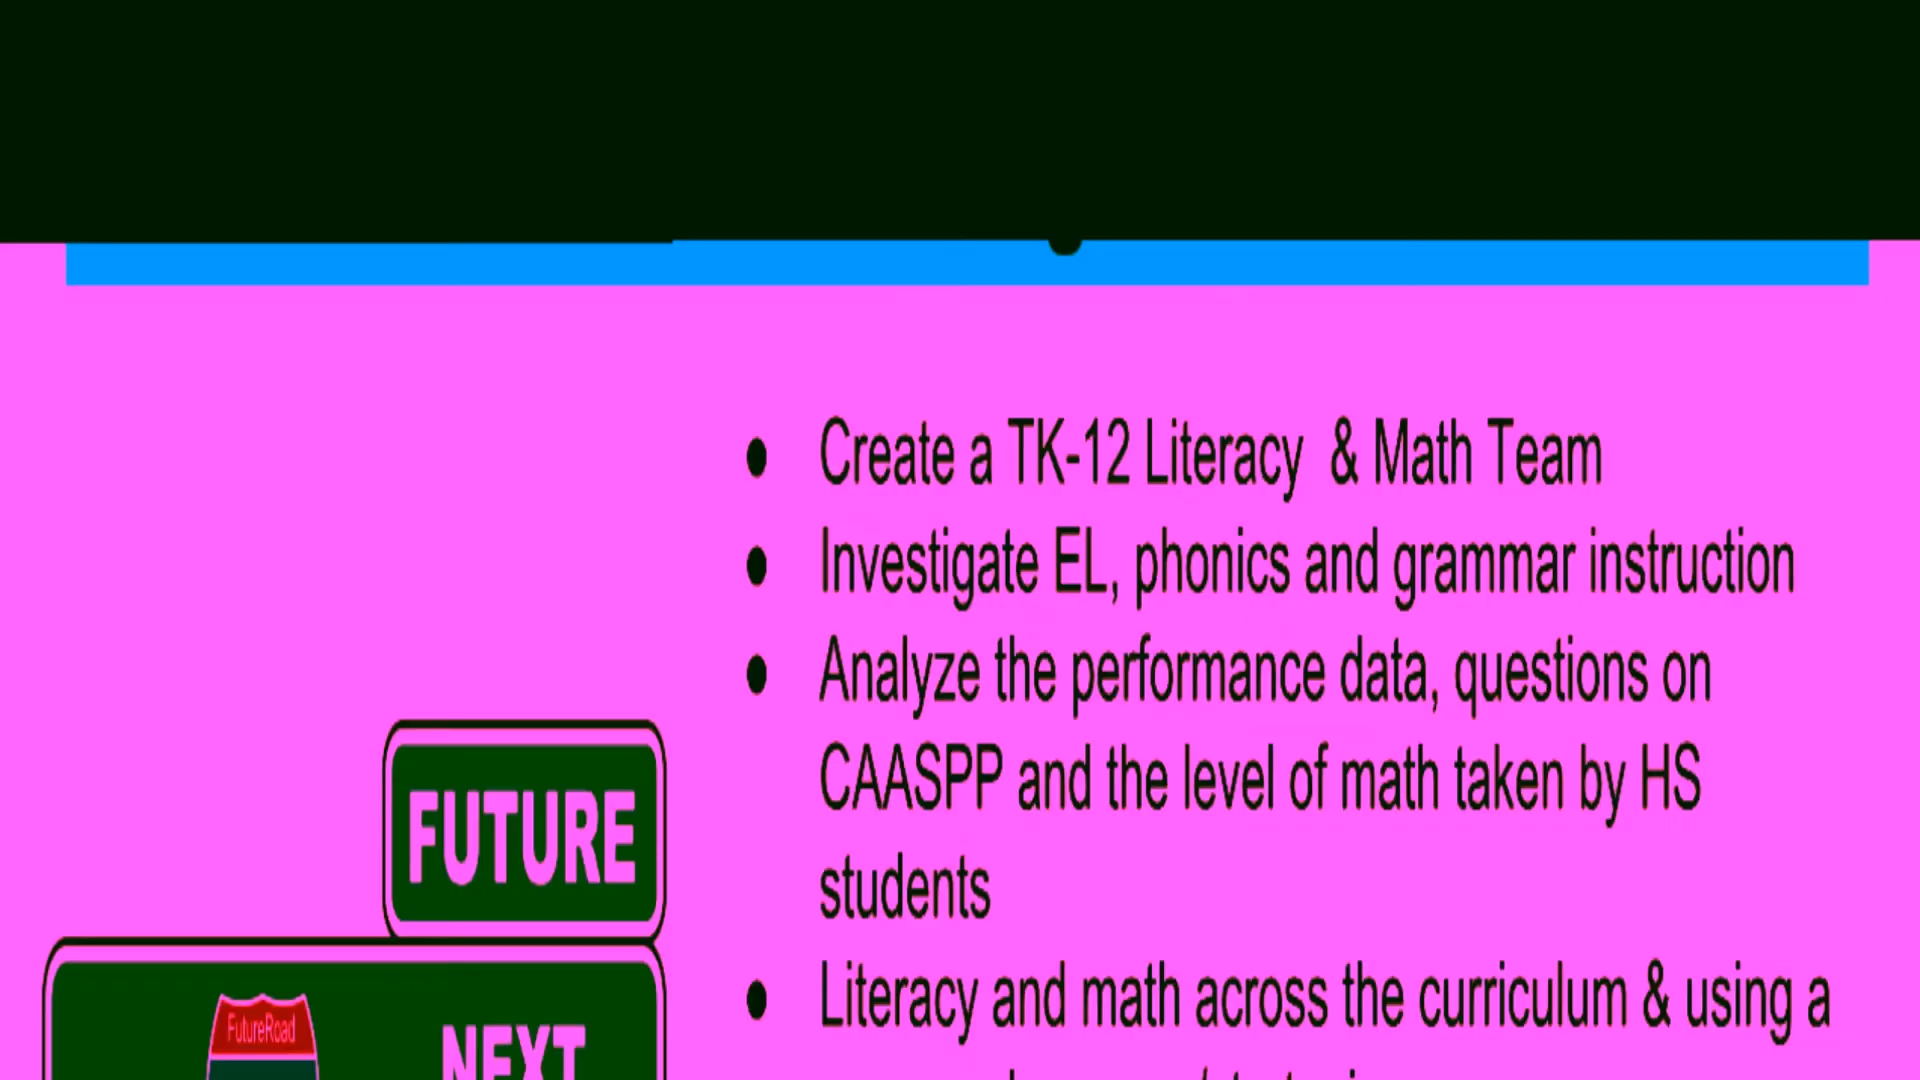 Create a TK-12 Literacy & Math Team
Investigate EL, phonics and grammar instruction
Analyze the performance data, questions on
CAASPP and the level of math taken by HS
students
Literacy and math across the curriculum & using a
FUTURE
FutureRoad
NEXT